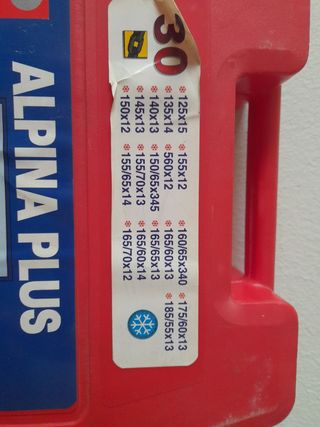 30
*125x15 *155x12 *160/65x340 *175/60x13
*135x14 *560x12 *165/60x13 *185/55x13
*140x13 *150/65x345 *165/65x13
*145x13 *155/70x13 *165/60x14
*150x12 *155/65x14 *165/70x12
ALPINA PLUS